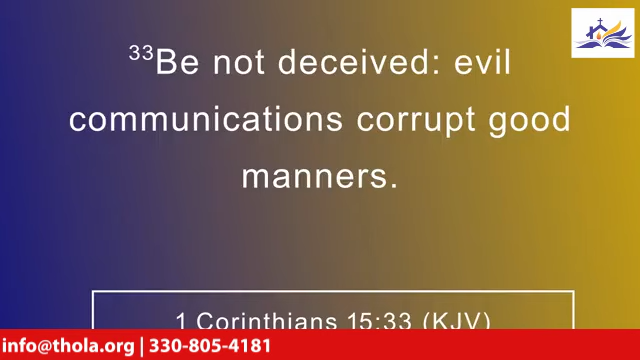 33Be not deceived: evil
communications corrupt good
manners.
1 Corinthians 15:33 (KJV)
info@thola.org | 330-805-4181